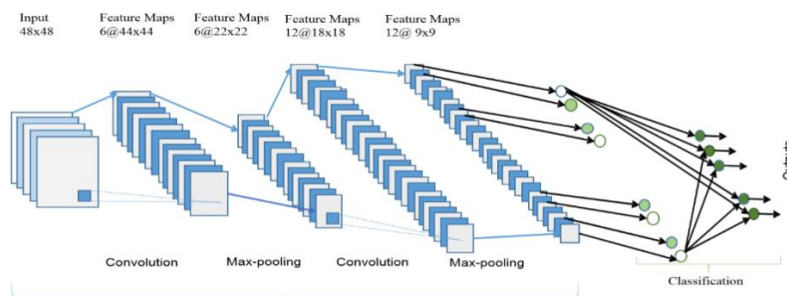 Input
48x48
Feature Maps
6@44x44
Feature Maps
6@22x22
Feature Maps
12@18x18
Feature Maps
12@ 9x9
Outputs
Convolution
Max-pooling
Convolution
Max-pooling
Classification